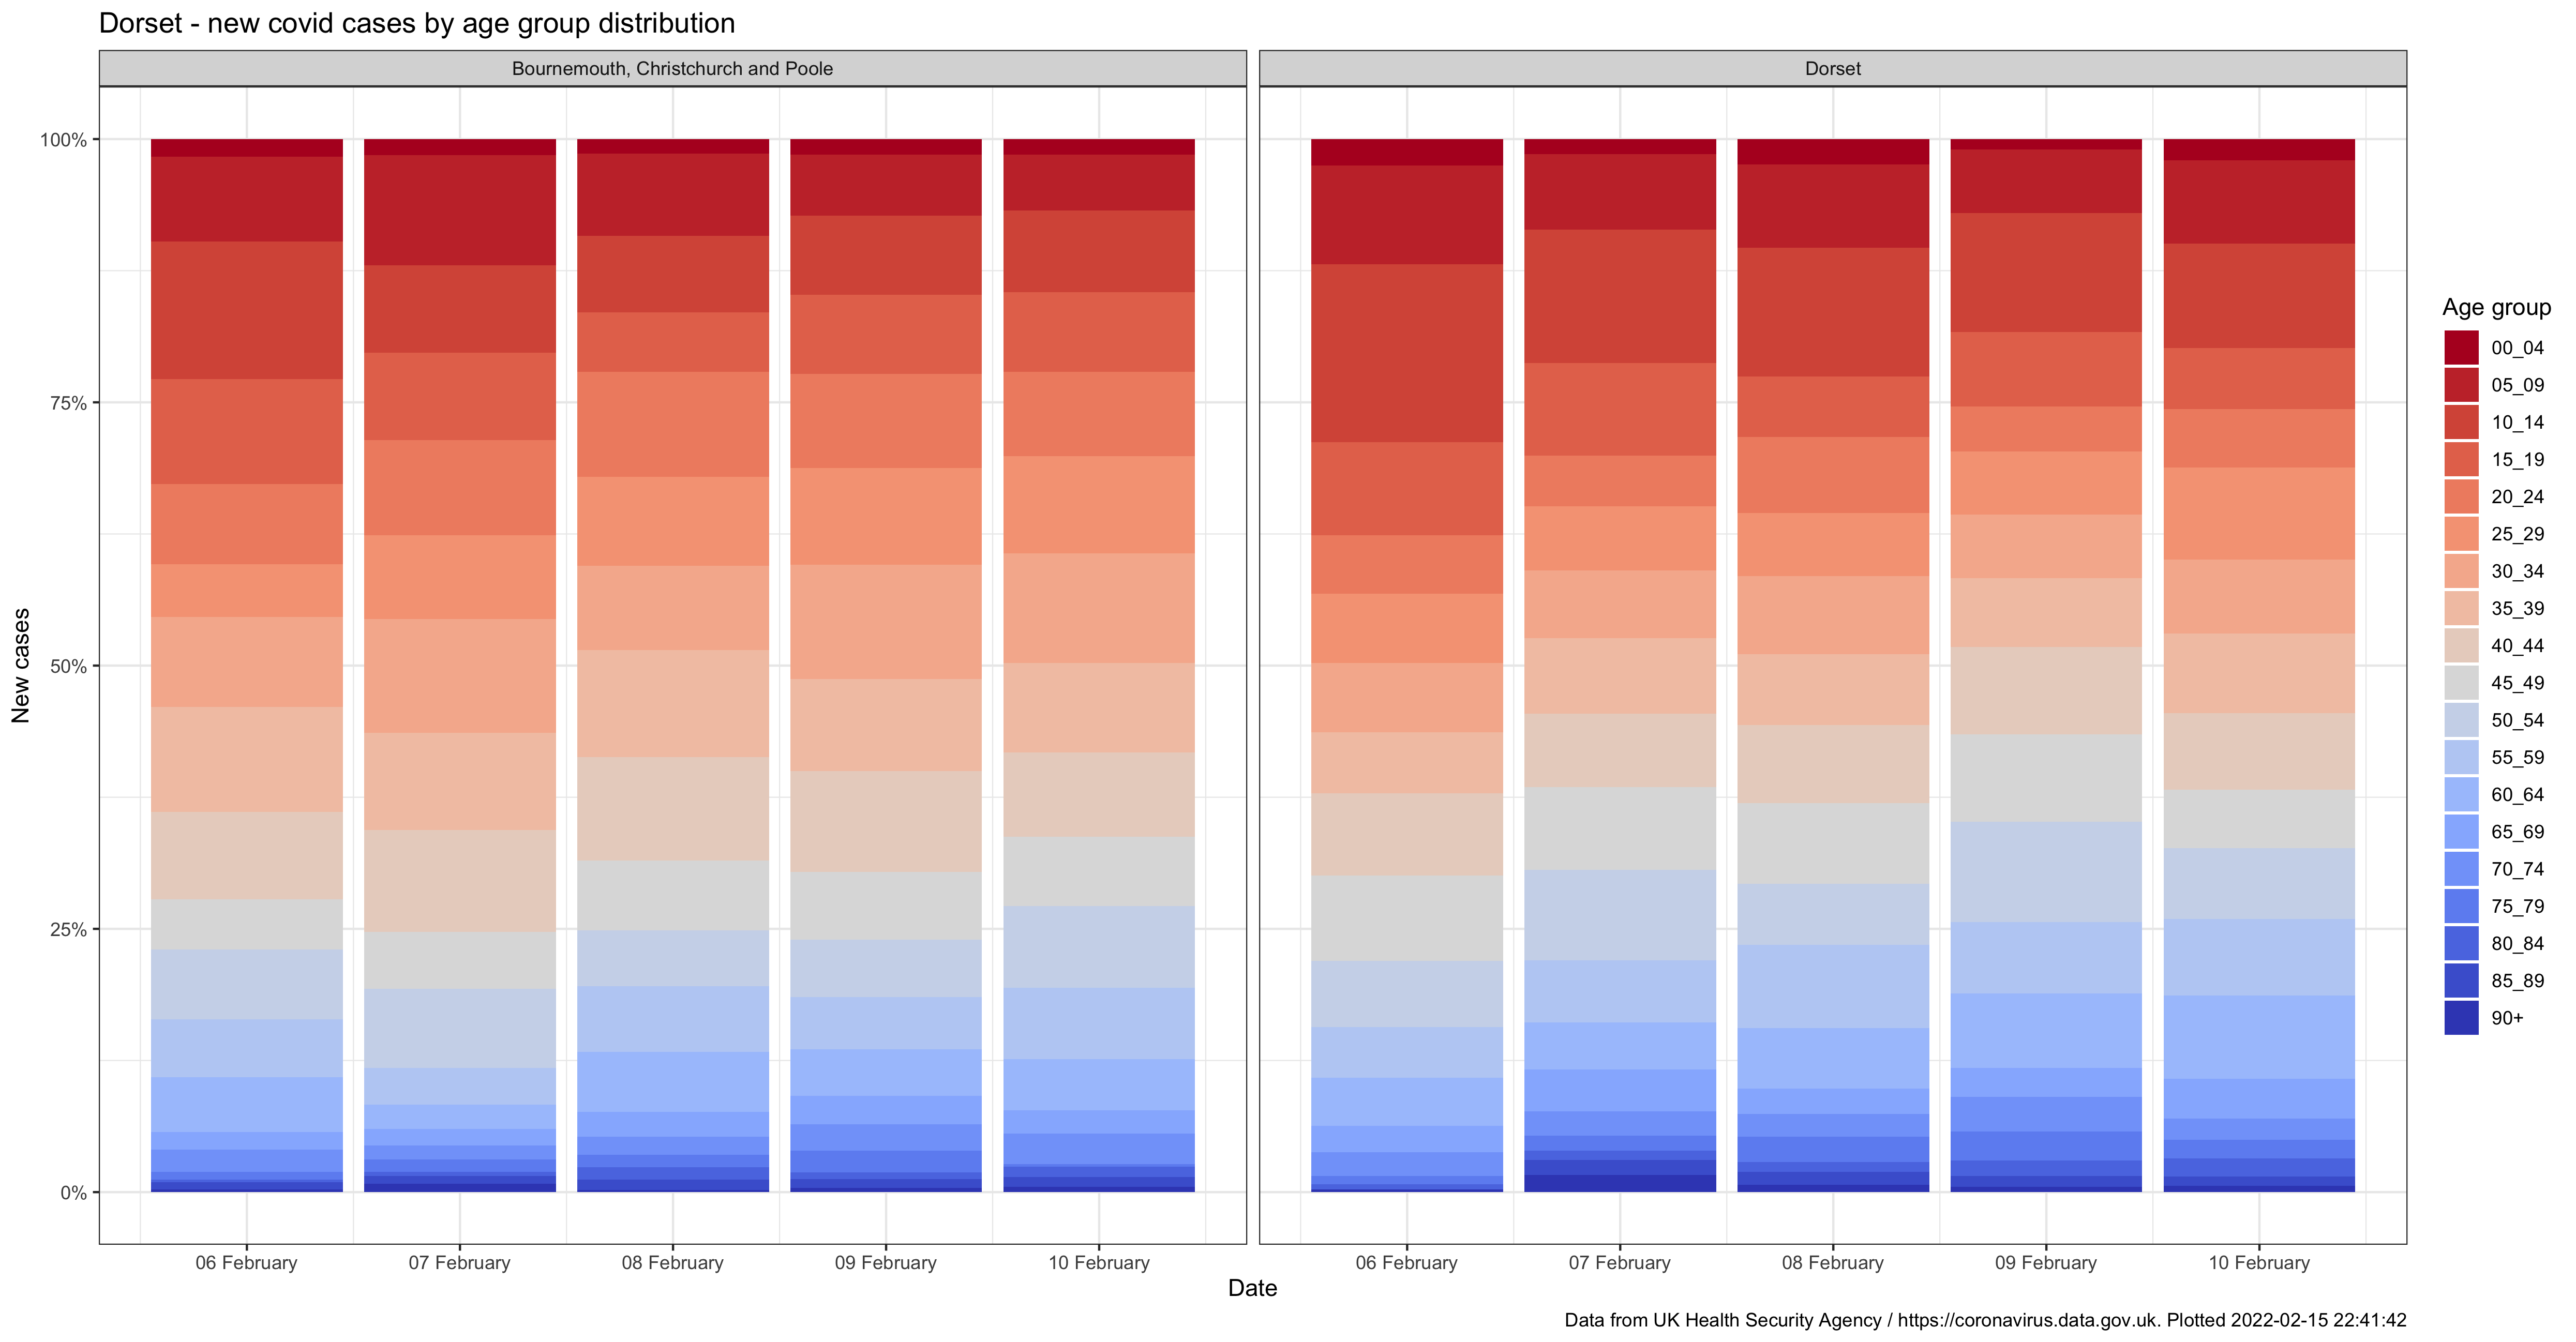 Dorset - new covid cases by age group distribution
Bournemouth, Christchurch and Poole
Dorset
New cases
100%
75%
50%
25%
0%
06 February
07 February
08 February
09 February
10 February
06 February
07 February
08 February
09 February
10 February
Date
Age group
00_04
05_09
10_14
15_19
20_24
25_29
30_34
35_39
40_44
45_49
50_54
55_59
60_64
65_69
70_74
75_79
80_84
85_89
90+
Data from UK Health Security Agency / https://coronavirus.data.gov.uk. Plotted 2022-02-15 22:41:42